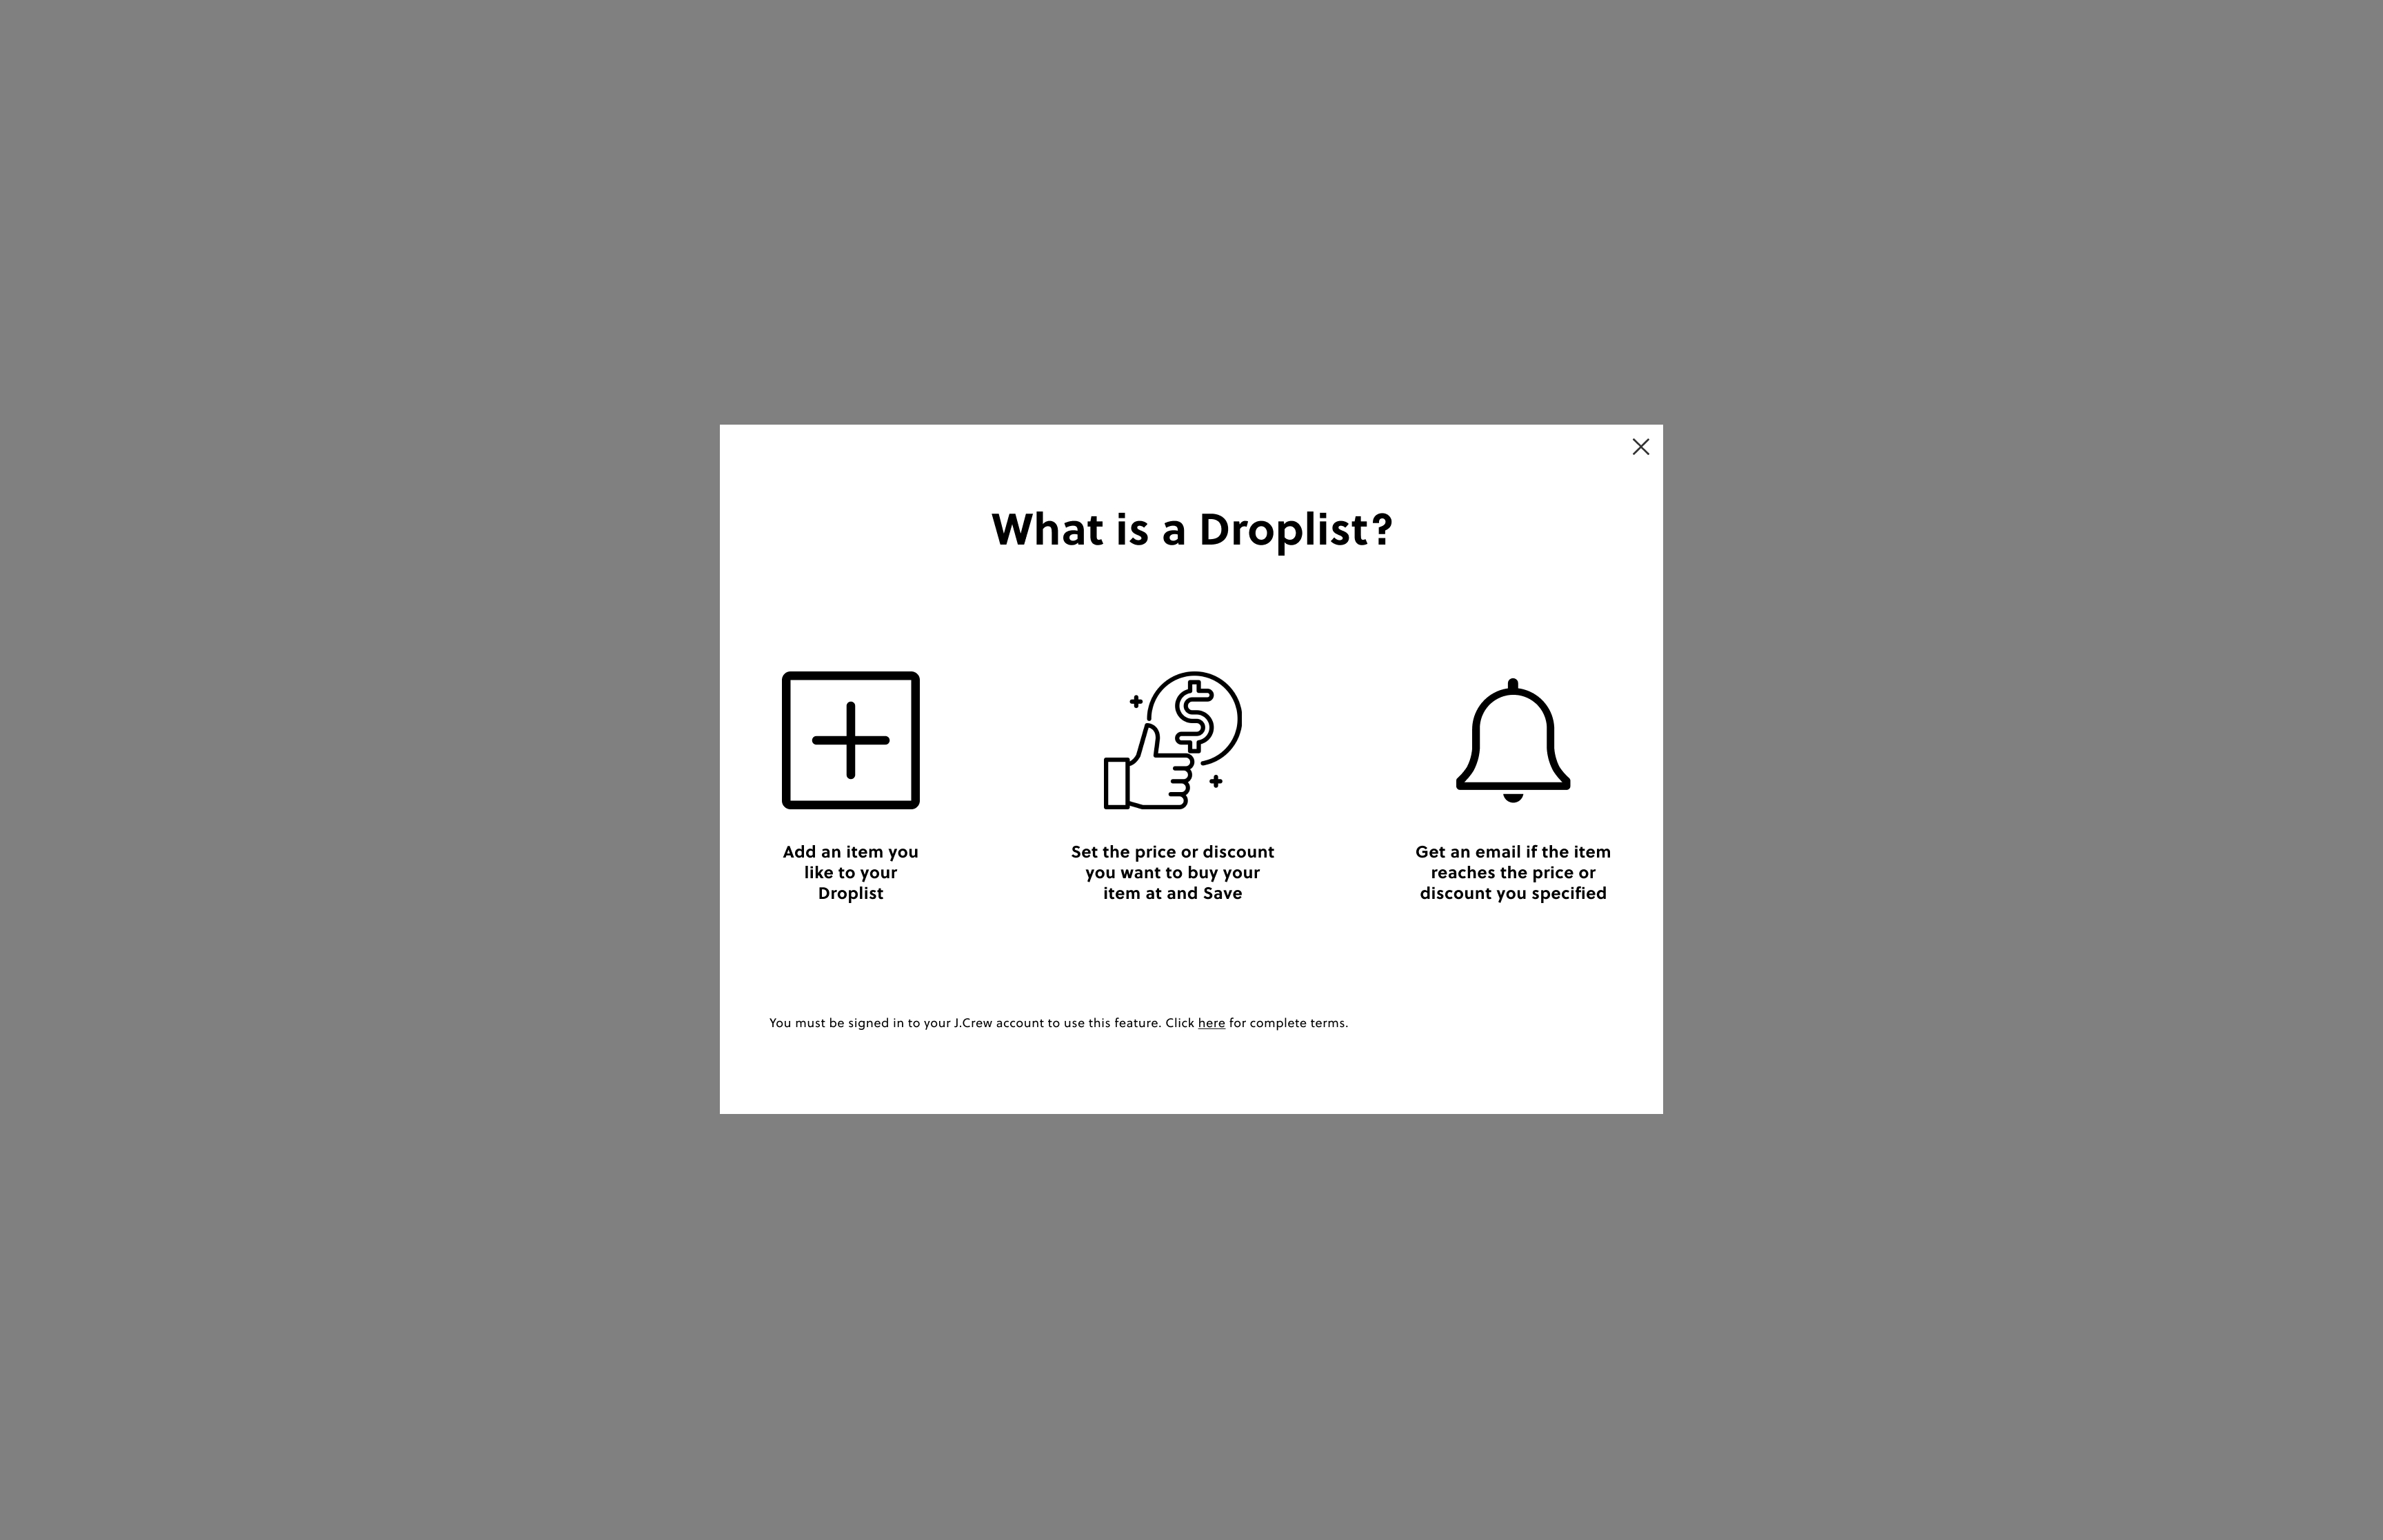 What is a Droplist?
Add an item you
like to your
Droplist
Set the price or discount
you want to buy your
item at and Save
Get an email if the item
reaches the price or
discount you specified
You must be signed in to your J.Crew account to use this feature. Click here for complete terms.